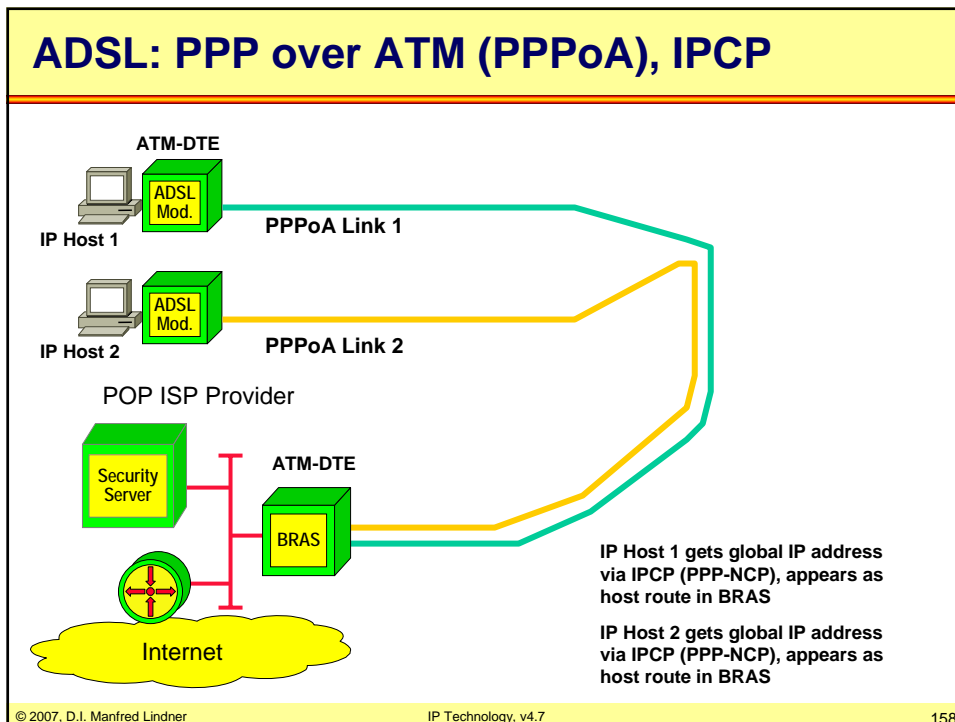 ADSL: PPP over ATM (PPPoA), IPCP
ATM-DTE
ADSL
Mod.
IP Host 1
PPPoA Link 1
ADSL
Mod.
IP Host 2
PPPoA Link 2
POP ISP Provider
Security
Server
ATM-DTE
BRAS
Internet
IP Host 1 gets global IP address
via IPCP (PPP-NCP), appears as
host route in BRAS
IP Host 2 gets global IP address
via IPCP (PPP-NCP), appears as
host route in BRAS
© 2007, D.I. Manfred Lindner
IP Technology, v4.7
158